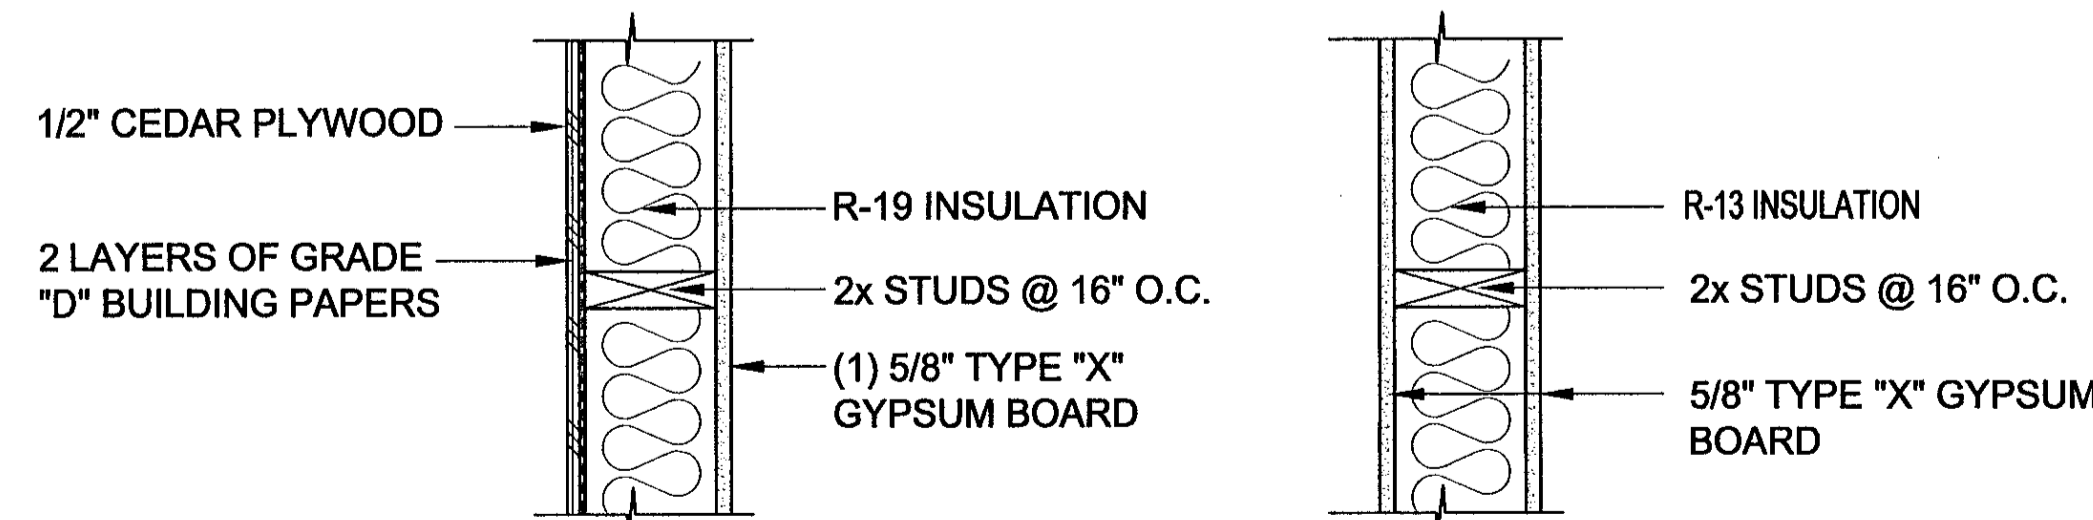 1/2" CEDAR PLYWOOD
2 LAYERS OF GRADE
"D" BUILDING PAPERS
R-19 INSULATION
2x STUDS @ 16" O.C.
(1) 5/8" TYPE "X"
GYPSUM BOARD
R-13 INSULATION
2x STUDS @ 16" O.C.
5/8" TYPE "X" GYPSUM
BOARD